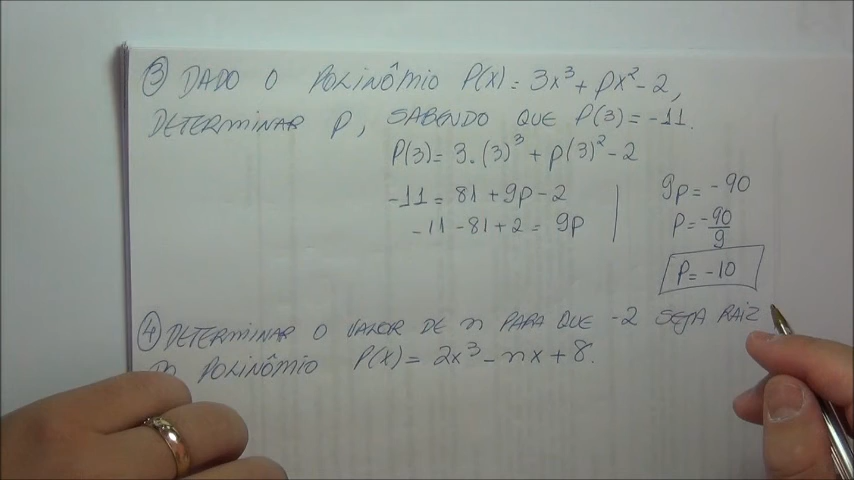 ③ DADO O POLINÔMIO P(X) = 3x³ + px² - 2,
DETERMINAR P, SABENDO QUE P(3) = -11.
P(3) = 3.(3)³ + p(3)² - 2
-11 = 81 + 9p - 2
-11 - 81 + 2 = 9p
9p = -90
P = -90/9
P = -10
④ DETERMINAR O VALOR DE n PARA QUE -2 SEJA RAIZ
POLINÔMIO P(X) = 2x³ - nx + 8.